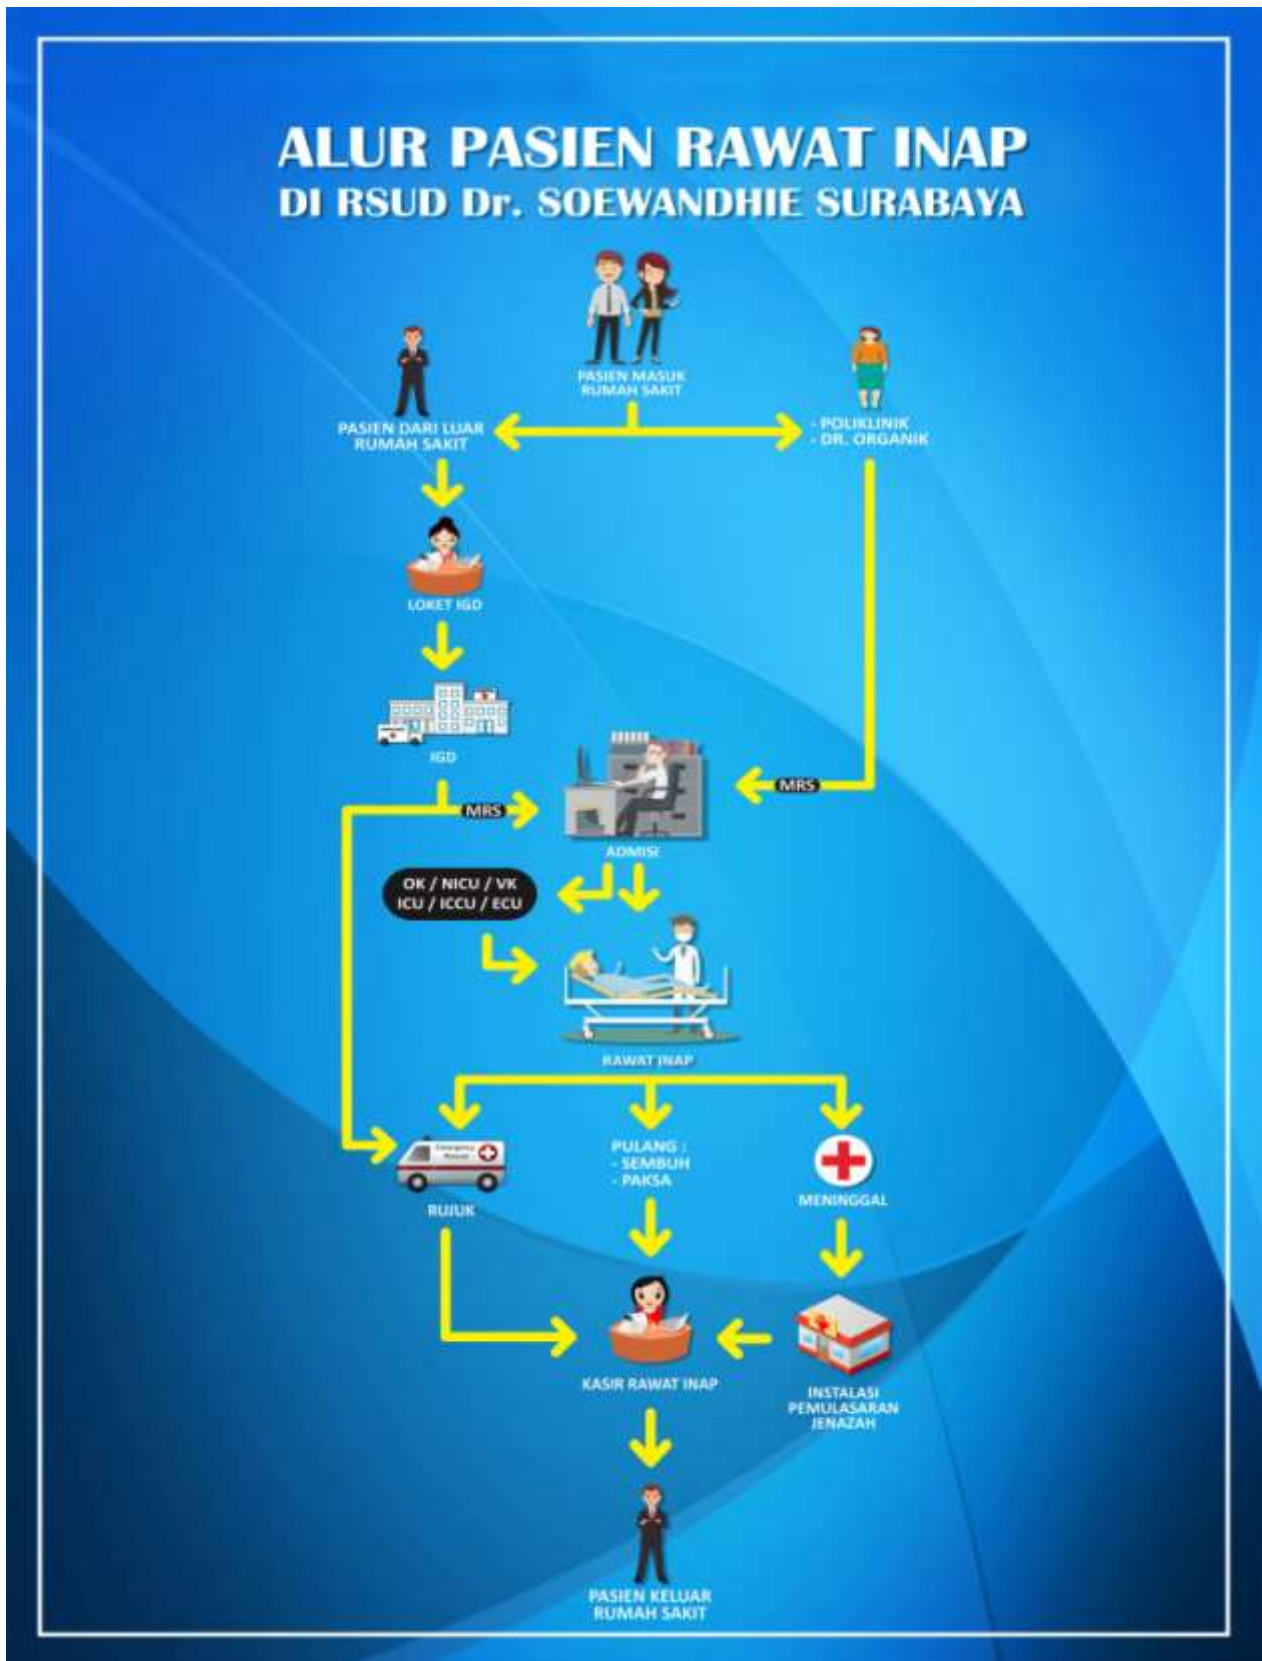 ALUR PASIEN RAWAT INAP
DI RSUD Dr. SOEWANDHIE SURABAYA
PASIEN MASUK
RUMAH SAKIT
PASIEN DARI LUAR
RUMAH SAKIT
- POLIKLINIK
- DR. ORGANIK
LOKET IGD
IGD
MRS
MRS
ADMISI
OK / NICU / VK
ICU / ICCU / ECU
RAWAT INAP
Emergency
RUJUK
PULANG :
- SEMBUH
- PAKSA
MENINGGAL
KASIR RAWAT INAP
INSTALASI
PEMULASARAN
JENAZAH
PASIEN KELUAR
RUMAH SAKIT